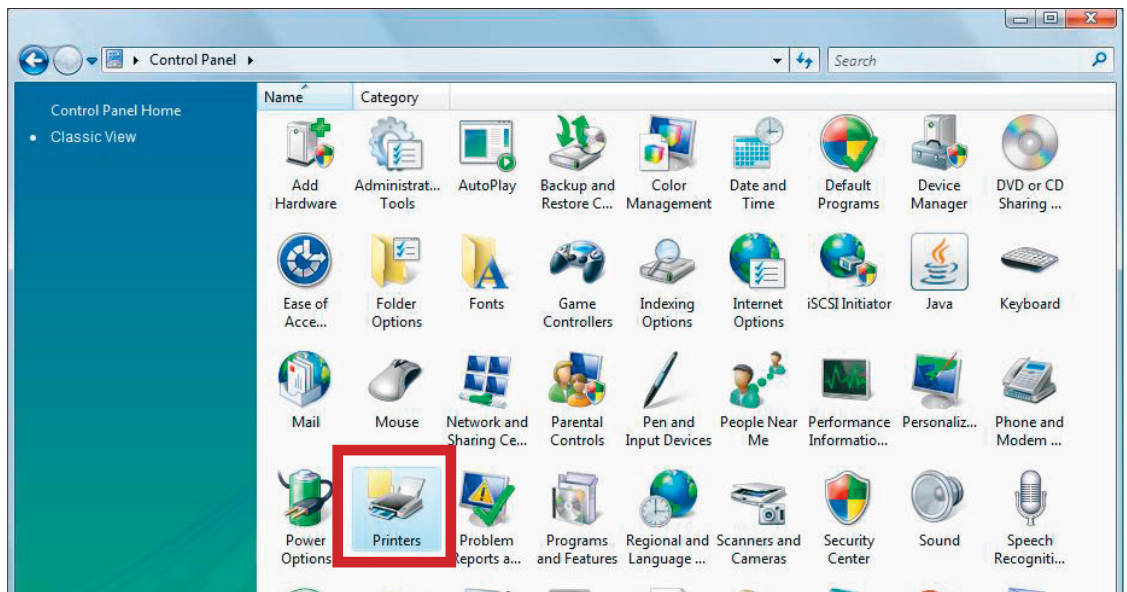 Control Panel
Search
Control Panel Home
Classic View
Name Category
Add Hardware
Administrat... Tools
AutoPlay
Backup and Restore C...
Color Management
Date and Time
Default Programs
Device Manager
DVD or CD Sharing ...
Ease of Acce...
Folder Options
Fonts
Game Controllers
Indexing Options
Internet Options
iSCSI Initiator
Java
Keyboard
Mail
Mouse
Network and Sharing Ce...
Parental Controls
Pen and Input Devices
People Near Me
Performance Informatio...
Personaliz...
Phone and Modem ...
Power Options
Printers
Problem Reports a...
Programs and Features
Regional and Language ...
Scanners and Cameras
Security Center
Sound
Speech Recogniti...